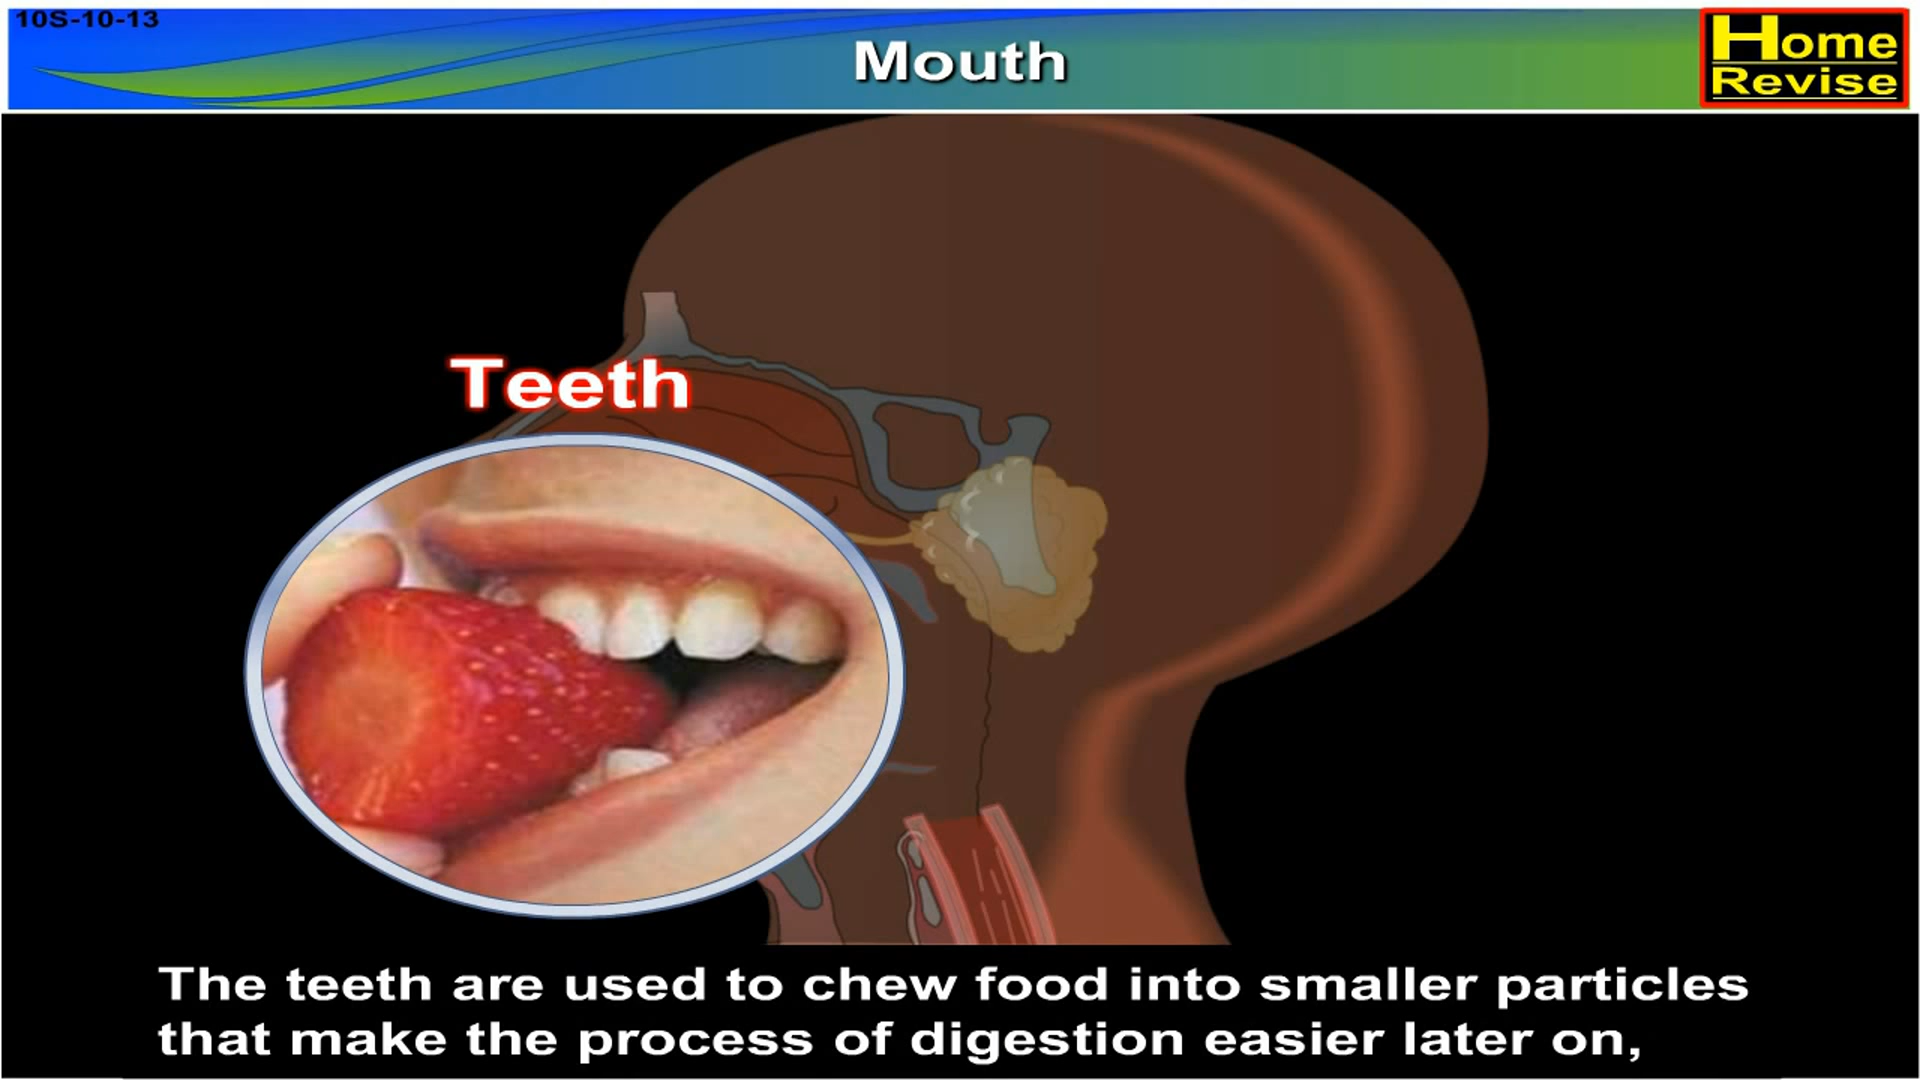 10S-10-13
Mouth
Home
Revise
Teeth
The teeth are used to chew food into smaller particles
that make the process of digestion easier later on,